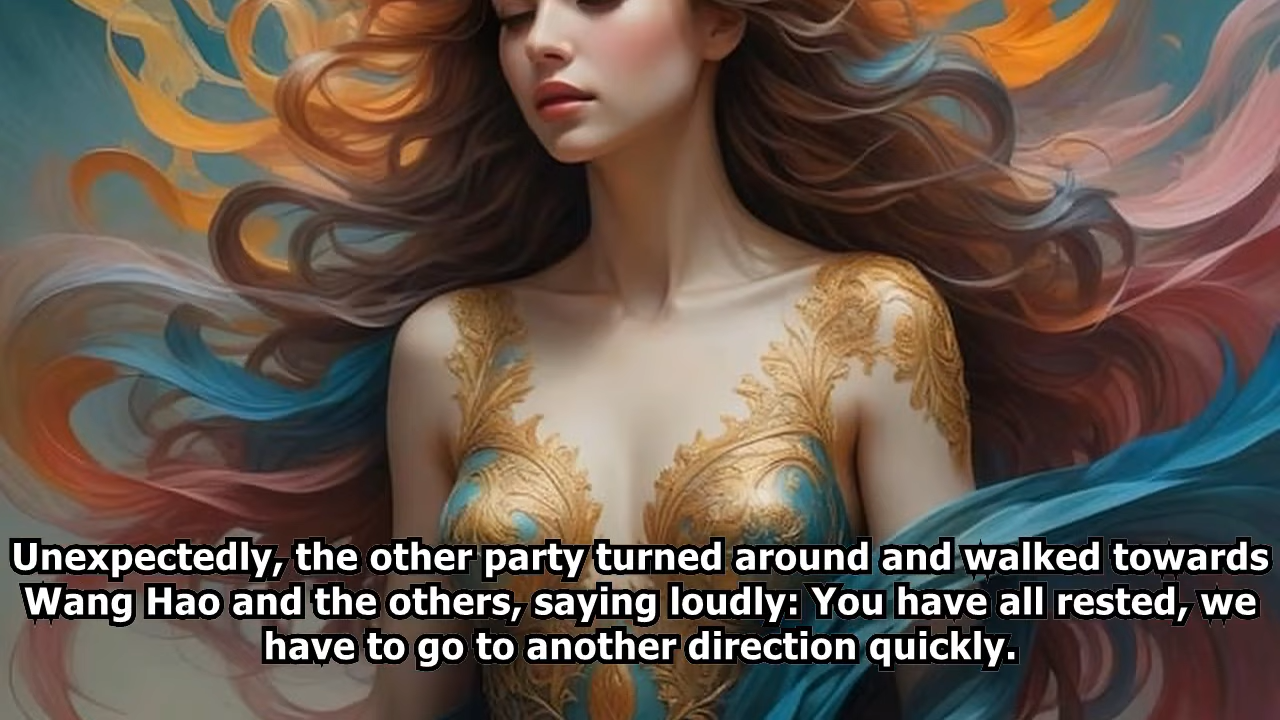 Unexpectedly, the other party turned around and walked towards
Wang Hao and the others, saying loudly: You have all rested, we
have to go to another direction quickly.